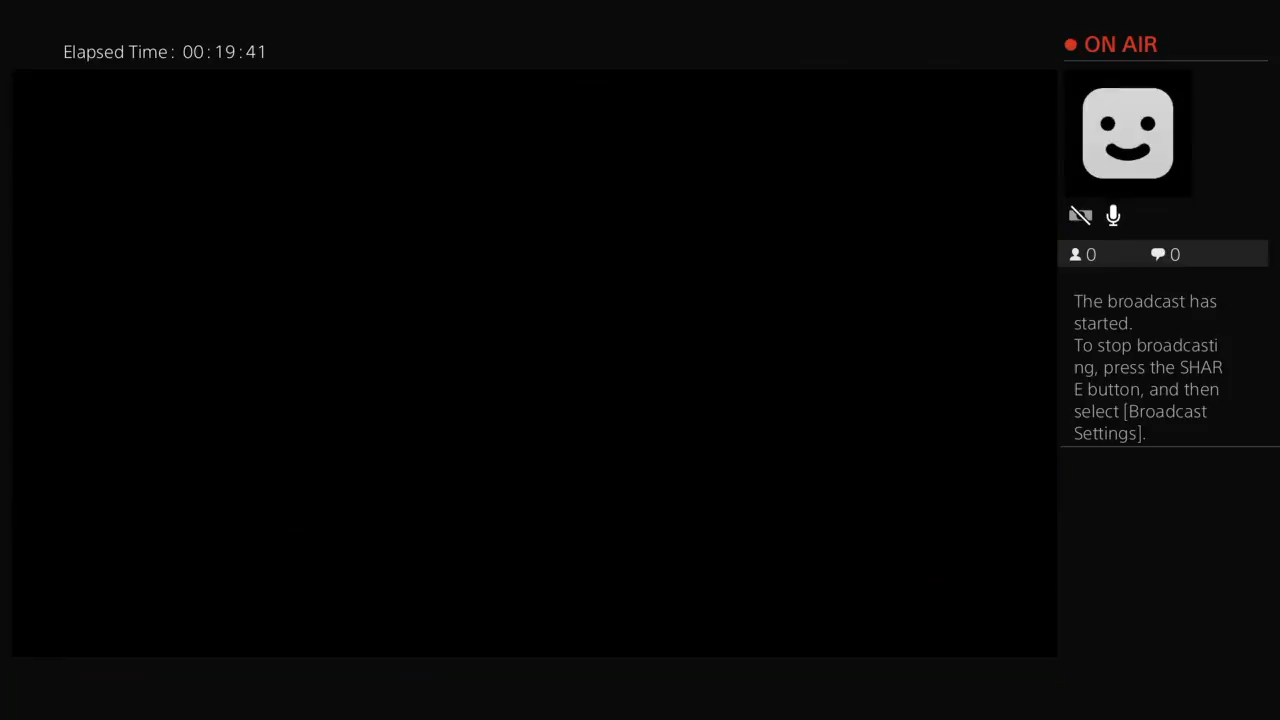 Elapsed Time: 00:19:41
ON AIR
0 0
The broadcast has
started.
To stop broadcasti
ng, press the SHAR
E button, and then
select [Broadcast
Settings].